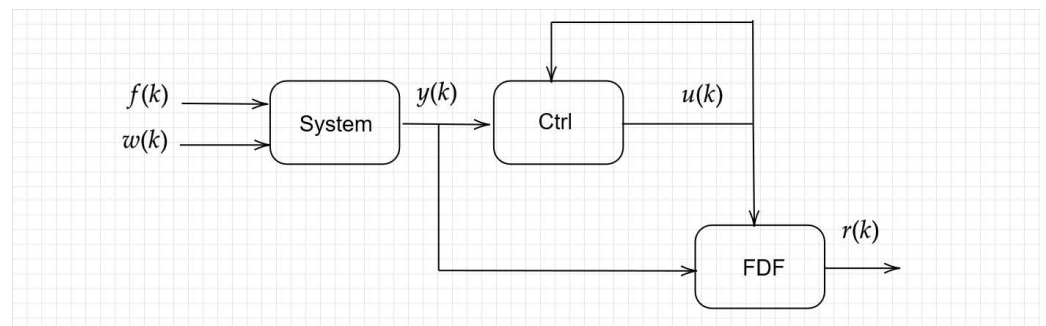 f(k)
w(k)
System
y(k)
Ctrl
u(k)
FDF
r(k)